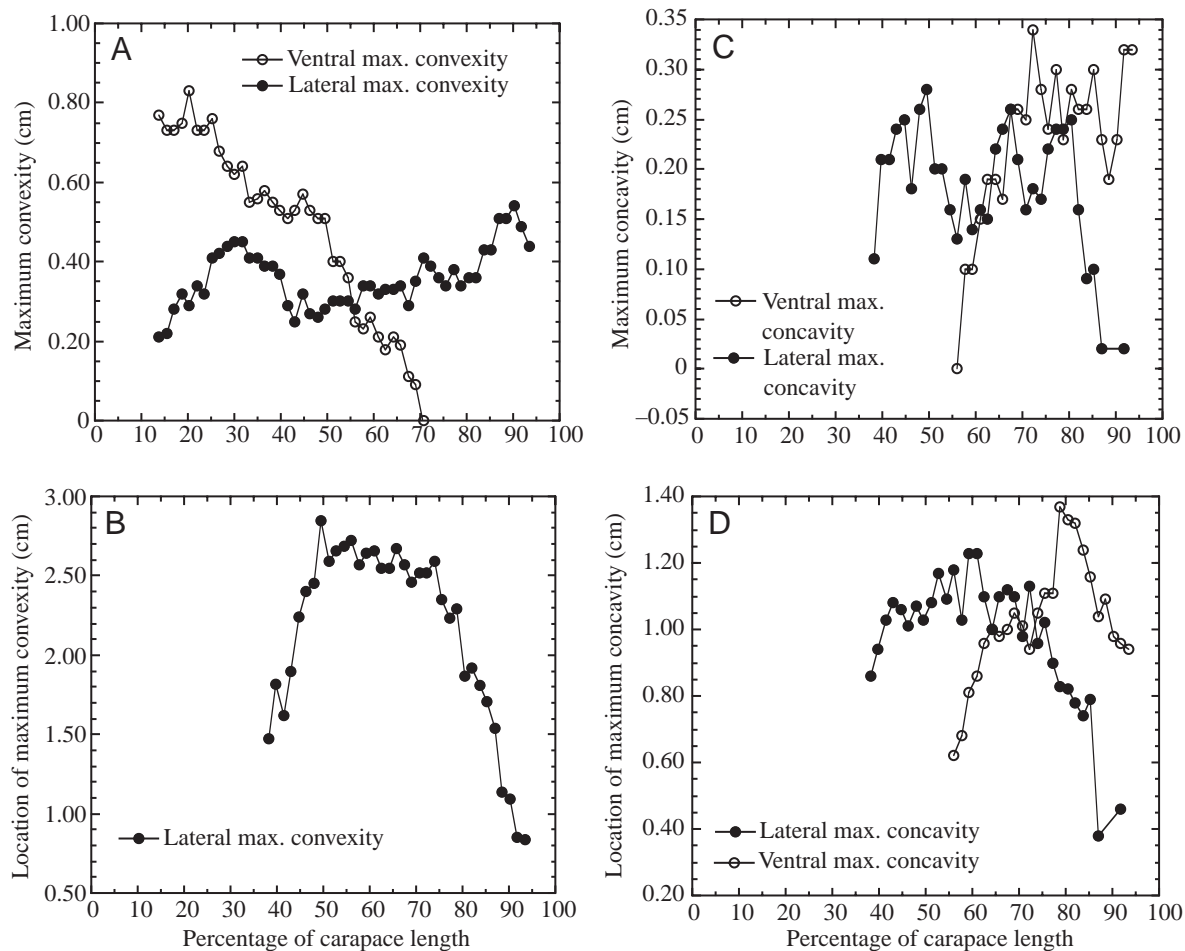 A
Maximum convexity (cm)
1.00
0.80
0.60
0.40
0.20
0
Ventral max. convexity
Lateral max. convexity
0 10 20 30 40 50 60 70 80 90 100
C
Maximum concavity (cm)
0.35
0.30
0.25
0.20
0.15
0.10
0.05
0
–0.05
Ventral max.
concavity
Lateral max.
concavity
0 10 20 30 40 50 60 70 80 90 100
B
Location of maximum convexity (cm)
3.00
2.50
2.00
1.50
1.00
0.50
Lateral max. convexity
0 10 20 30 40 50 60 70 80 90 100
Percentage of carapace length
D
Location of maximum concavity (cm)
1.40
1.20
1.00
0.80
0.60
0.40
0.20
Lateral max. concavity
Ventral max. concavity
0 10 20 30 40 50 60 70 80 90 100
Percentage of carapace length